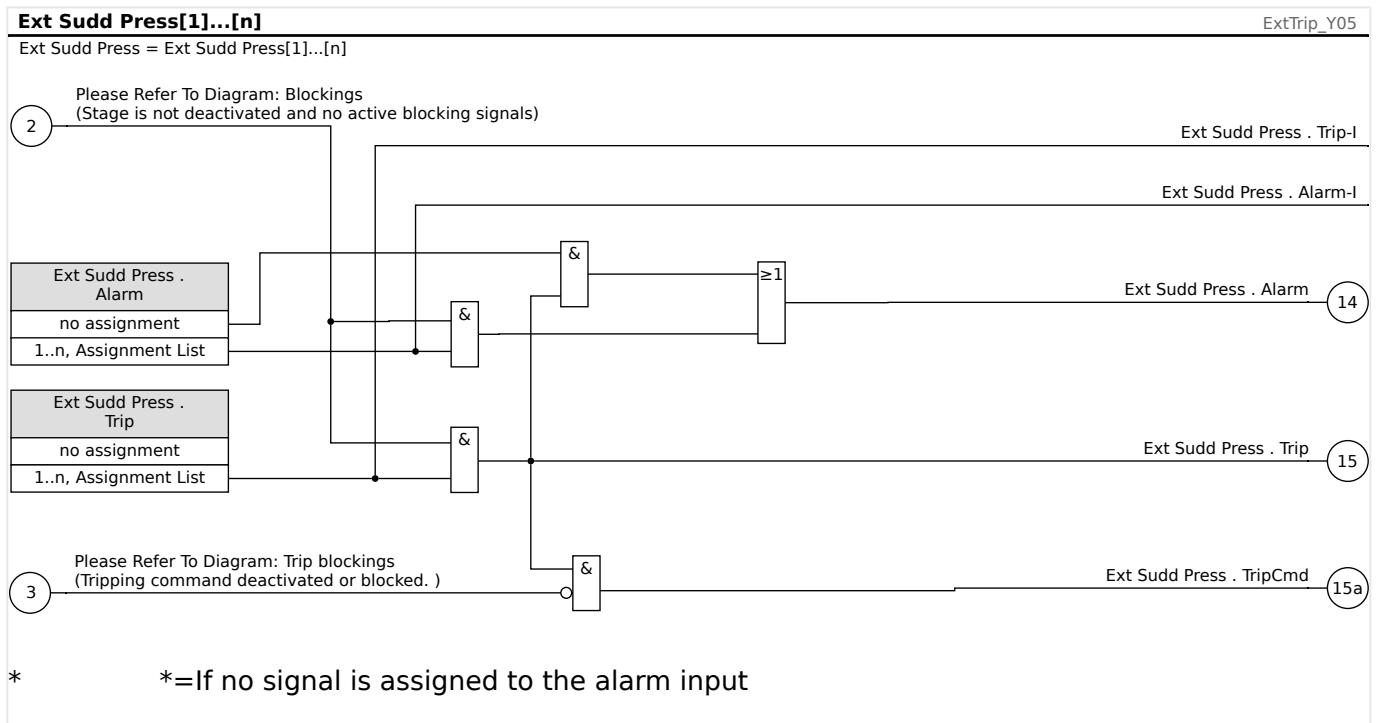 Ext Sudd Press[1]...[n]
ExtTrip_Y05
Ext Sudd Press = Ext Sudd Press[1]...[n]
Please Refer To Diagram: Blockings
(Stage is not deactivated and no active blocking signals)
2
Ext Sudd Press . Trip-I
Ext Sudd Press . Alarm-I
&
Ext Sudd Press .
Alarm
≥1
Ext Sudd Press . Alarm
14
no assignment
&
1..n, Assignment List
Ext Sudd Press .
Trip
&
no assignment
Ext Sudd Press . Trip
15
1..n, Assignment List
Please Refer To Diagram: Trip blockings
(Tripping command deactivated or blocked. )
3
&
Ext Sudd Press . TripCmd
15a
* *=If no signal is assigned to the alarm input